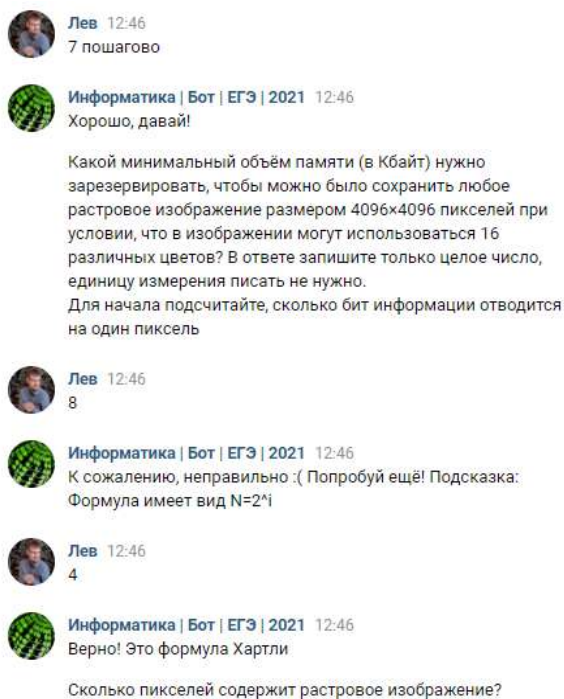 Лев 12:46
7 пошагово
Информатика | Бот | ЕГЭ | 2021 12:46
Хорошо, давай!
Какой минимальный объём памяти (в Кбайт) нужно
зарезервировать, чтобы можно было сохранить любое
растровое изображение размером 4096×4096 пикселей при
условии, что в изображении могут использоваться 16
различных цветов? В ответе запишите только целое число,
единицу измерения писать не нужно.
Для начала подсчитайте, сколько бит информации отводится
на один пиксель
Лев 12:46
8
Информатика | Бот | ЕГЭ | 2021 12:46
К сожалению, неправильно :( Попробуй ещё! Подсказка:
Формула имеет вид N=2^i
Лев 12:46
4
Информатика | Бот | ЕГЭ | 2021 12:46
Верно! Это формула Хартли
Сколько пикселей содержит растровое изображение?